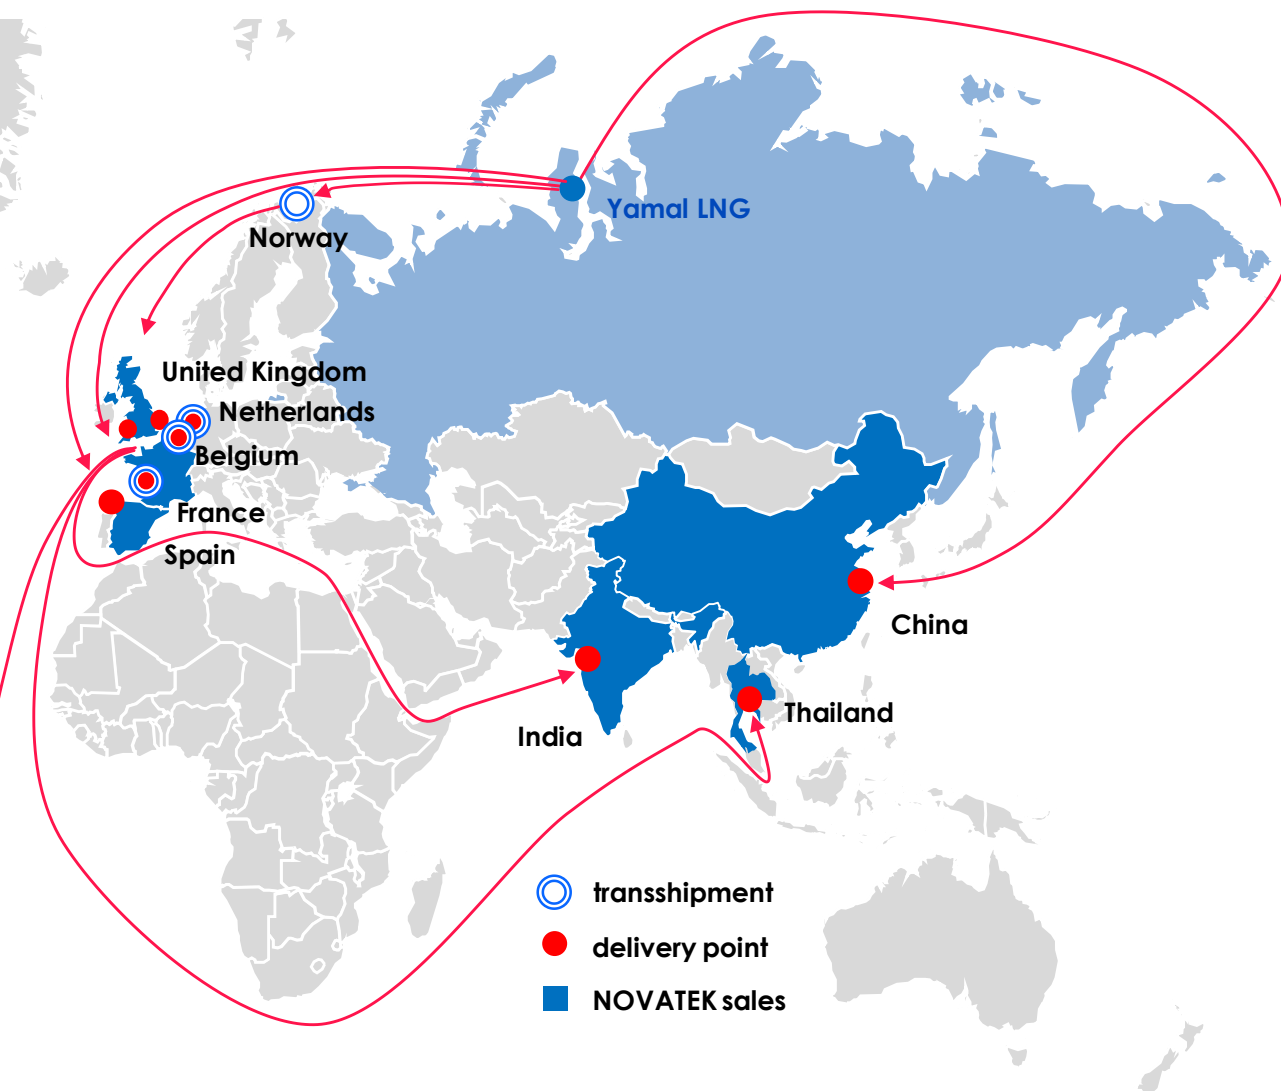 Yamal LNG
Norway
United Kingdom
Netherlands
Belgium
France
Spain
China
Thailand
India
transshipment
delivery point
NOVATEK sales